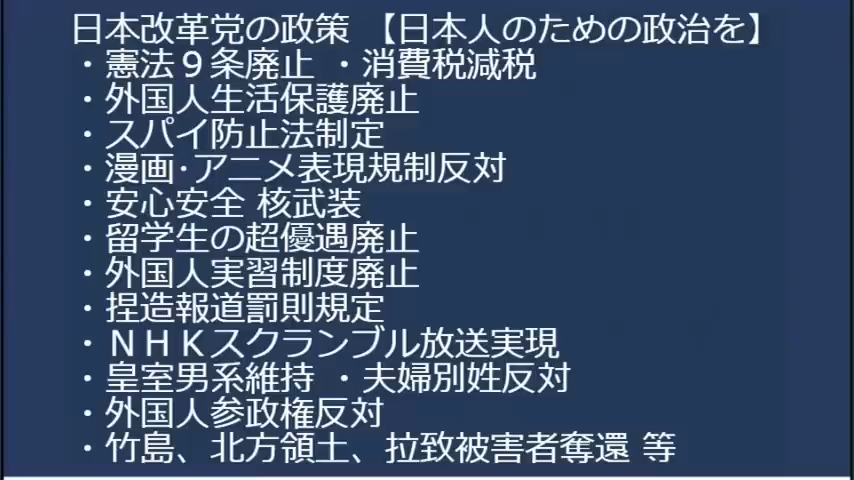 日本改革党の政策 【日本人のための政治を】
・憲法９条廃止 ・消費税減税
・外国人生活保護廃止
・スパイ防止法制定
・漫画･アニメ表現規制反対
・安心安全 核武装
・留学生の超優遇廃止
・外国人実習制度廃止
・捏造報道罰則規定
・ＮＨＫスクランブル放送実現
・皇室男系維持 ・夫婦別姓反対
・外国人参政権反対
・竹島、北方領土、拉致被害者奪還 等